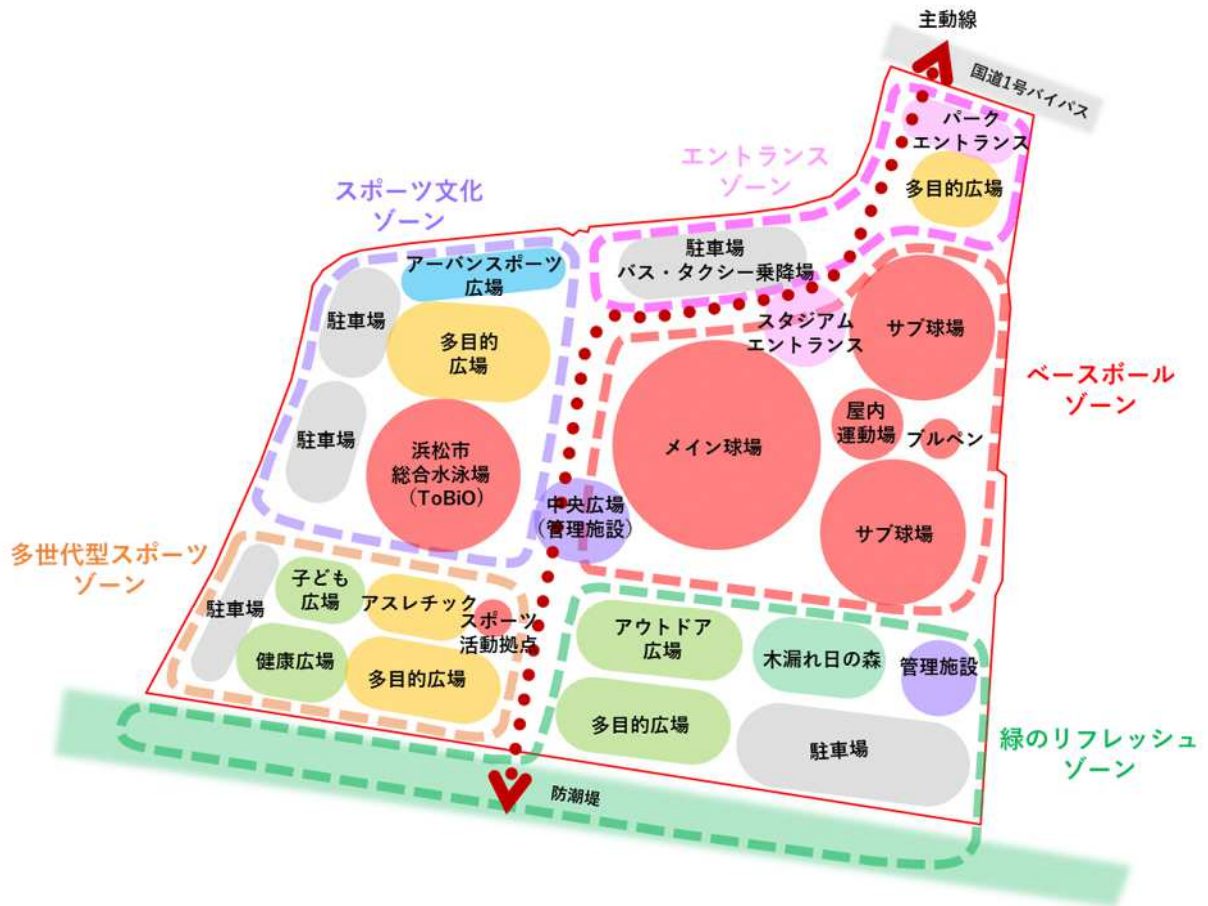 主動線
国道1号バイパス
パーク
エントランス
多目的広場
エントランス
ゾーン
駐車場
バス・タクシー乗降場
スポーツ文化
ゾーン
アーバンスポーツ
広場
駐車場
多目的
広場
駐車場
浜松市
総合水泳場
（ToBiO）
スタジアム
エントランス
サブ球場
ベースボール
ゾーン
メイン球場
屋内
運動場
ブルペン
サブ球場
中央広場
（管理施設）
多世代型スポーツ
ゾーン
駐車場
子ども
広場
アスレチック
スポーツ
活動拠点
健康広場
多目的広場
アウトドア
広場
木漏れ日の森
管理施設
多目的広場
駐車場
緑のリフレッシュ
ゾーン
防潮堤